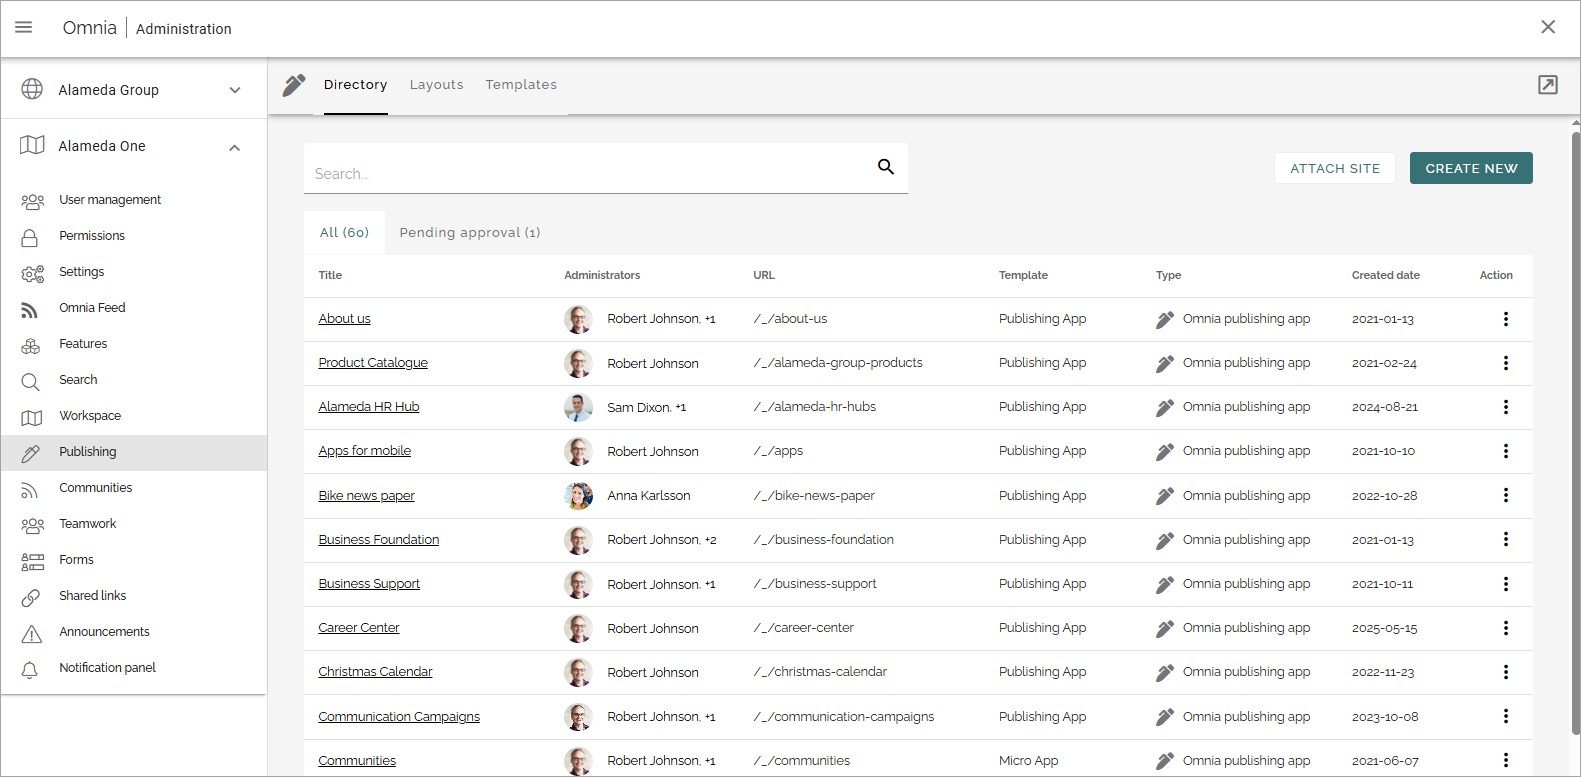 Omnia | Administration
Alameda Group
Alameda One
User management
Permissions
Settings
Omnia Feed
Features
Search
Workspace
Publishing
Communities
Teamwork
Forms
Shared links
Announcements
Notification panel
Directory Layouts Templates
Search...
ATTACH SITE CREATE NEW
All (60) Pending approval (1)
Title Administrators URL Template Type Created date Action
About us Robert Johnson, +1 /_/about-us Publishing App Omnia publishing app 2021-01-13
Product Catalogue Robert Johnson /_/alameda-group-products Publishing App Omnia publishing app 2021-02-24
Alameda HR Hub Sam Dixon, +1 /_/alameda-hr-hubs Publishing App Omnia publishing app 2024-08-21
Apps for mobile Robert Johnson /_/apps Publishing App Omnia publishing app 2021-10-10
Bike news paper Anna Karlsson /_/bike-news-paper Publishing App Omnia publishing app 2022-10-28
Business Foundation Robert Johnson, +2 /_/business-foundation Publishing App Omnia publishing app 2021-01-13
Business Support Robert Johnson, +1 /_/business-support Publishing App Omnia publishing app 2021-10-11
Career Center Robert Johnson /_/career-center Publishing App Omnia publishing app 2025-05-15
Christmas Calendar Robert Johnson /_/christmas-calendar Publishing App Omnia publishing app 2022-11-23
Communication Campaigns Robert Johnson, +1 /_/communication-campaigns Publishing App Omnia publishing app 2023-10-08
Communities Robert Johnson, +1 /_/communities Micro App Omnia publishing app 2021-06-07